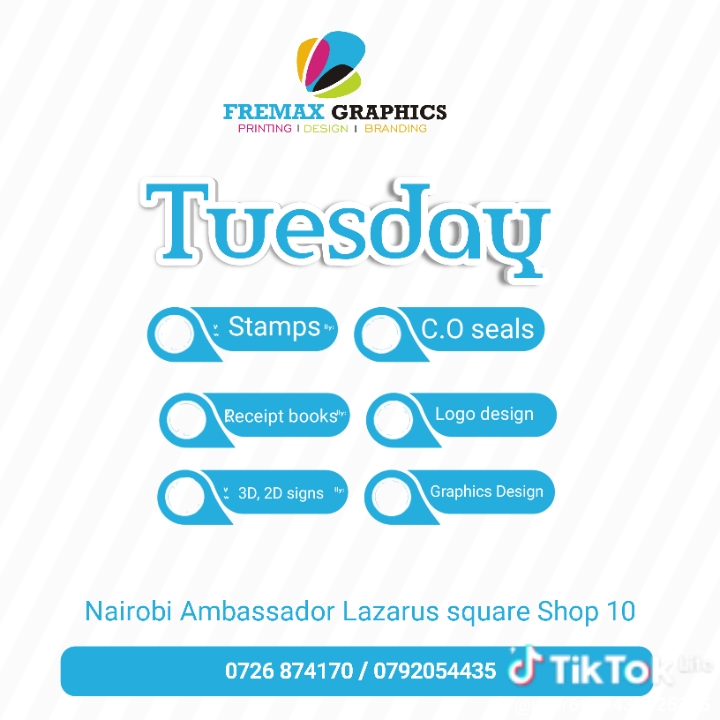 FREMAX GRAPHICS
PRINTING | DESIGN | BRANDING
Tuesday
Stamps
C.O seals
Receipt books
Logo design
3D, 2D signs
Graphics Design
Nairobi Ambassador Lazarus square Shop 10
0726 874170 / 0792054435
TikTok Lite